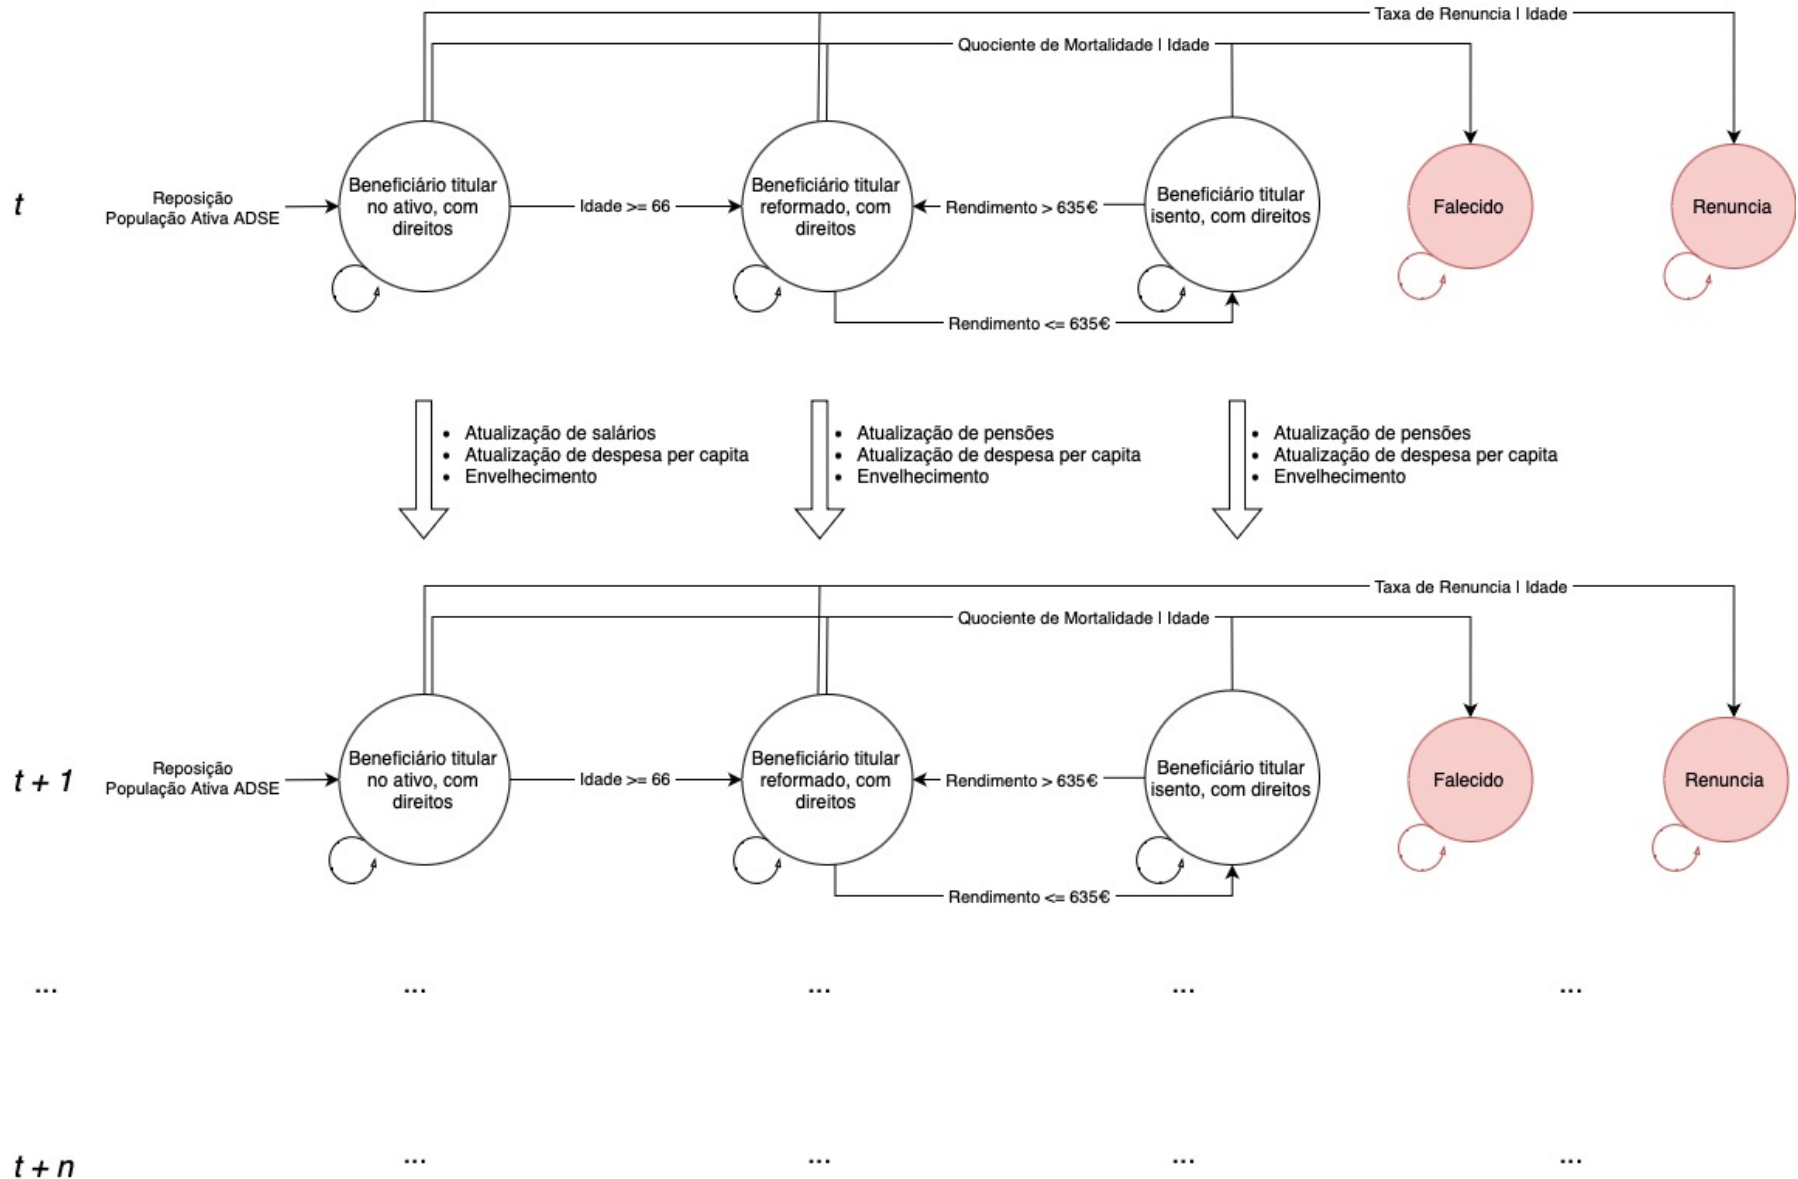 Taxa de Renuncia | Idade
Quociente de Mortalidade | Idade
t
Reposição
População Ativa ADSE
Beneficiário titular
no ativo, com
direitos
Idade >= 66
Beneficiário titular
reformado, com
direitos
Rendimento > 635€
Beneficiário titular
isento, com direitos
Falecido
Renuncia
Rendimento <= 635€
• Atualização de salários
• Atualização de despesa per capita
• Envelhecimento
• Atualização de pensões
• Atualização de despesa per capita
• Envelhecimento
• Atualização de pensões
• Atualização de despesa per capita
• Envelhecimento
Taxa de Renuncia | Idade
Quociente de Mortalidade | Idade
t + 1
Reposição
População Ativa ADSE
Beneficiário titular
no ativo, com
direitos
Idade >= 66
Beneficiário titular
reformado, com
direitos
Rendimento > 635€
Beneficiário titular
isento, com direitos
Falecido
Renuncia
Rendimento <= 635€
... ... ... ... ...
t + n ... ... ... ...